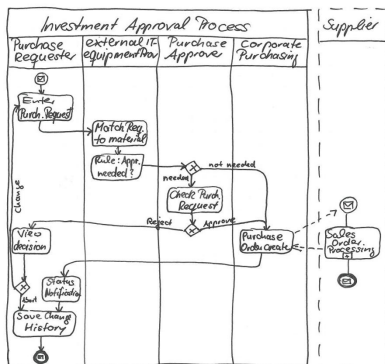 Investment Approval Process
Supplier
Purchase
Requester
external IT-
equipment Prov
Purchase
Approver
Corporate
Purchasing
Enter
Purch. Request
Match Req.
to material
Rule: Appr.
needed?
not needed
needed
Check Purch.
Request
Change
Reject
Approve
View
decision
Purchase
Order create
Sales
Order
Processing
Status
Notification
Abort
Save Change
History